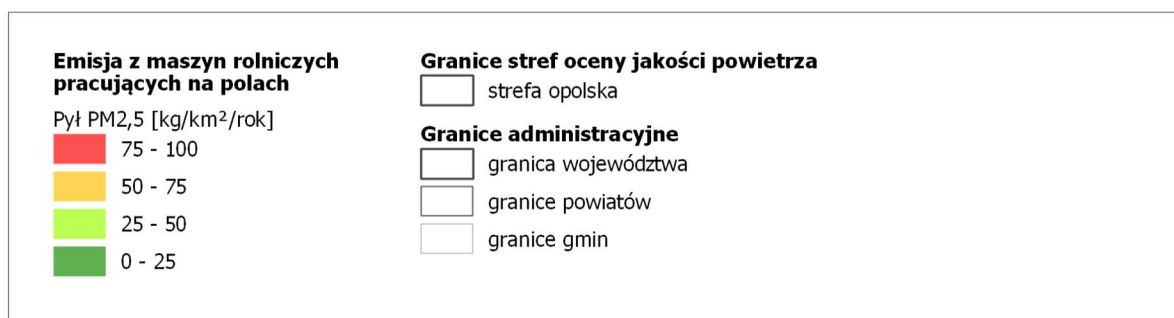 Emisja z maszyn rolniczych
pracujących na polach
Pył PM2,5 [kg/km²/rok]
75 - 100
50 - 75
25 - 50
0 - 25
Granice stref oceny jakości powietrza
strefa opolska
Granice administracyjne
granica województwa
granice powiatów
granice gmin